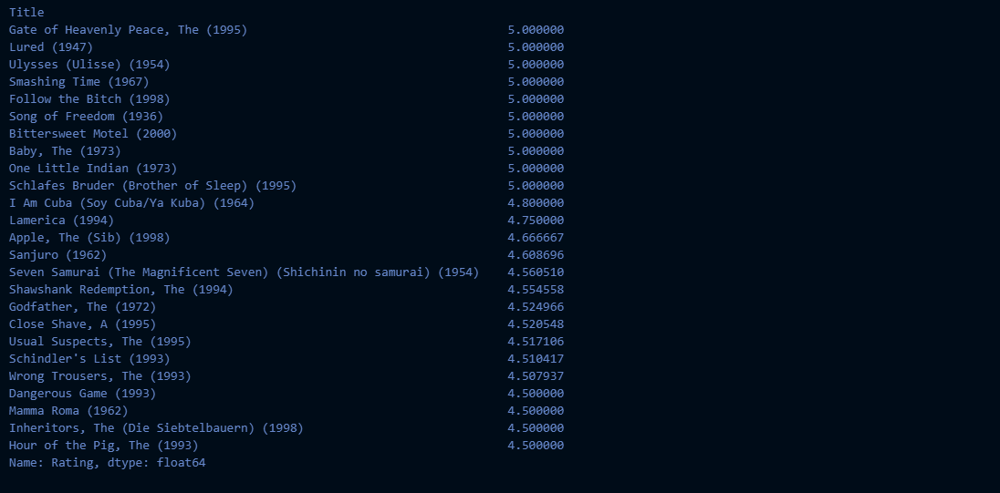 Title
Gate of Heavenly Peace, The (1995) 5.000000
Lured (1947) 5.000000
Ulysses (Ulisse) (1954) 5.000000
Smashing Time (1967) 5.000000
Follow the Bitch (1998) 5.000000
Song of Freedom (1936) 5.000000
Bittersweet Motel (2000) 5.000000
Baby, The (1973) 5.000000
One Little Indian (1973) 5.000000
Schlafes Bruder (Brother of Sleep) (1995) 5.000000
I Am Cuba (Soy Cuba/Ya Kuba) (1964) 4.800000
Lamerica (1994) 4.750000
Apple, The (Sib) (1998) 4.666667
Sanjuro (1962) 4.608696
Seven Samurai (The Magnificent Seven) (Shichinin no samurai) (1954) 4.560510
Shawshank Redemption, The (1994) 4.554558
Godfather, The (1972) 4.524966
Close Shave, A (1995) 4.520548
Usual Suspects, The (1995) 4.517106
Schindler's List (1993) 4.510417
Wrong Trousers, The (1993) 4.507937
Dangerous Game (1993) 4.500000
Mamma Roma (1962) 4.500000
Inheritors, The (Die Siebtelbauern) (1998) 4.500000
Hour of the Pig, The (1993) 4.500000
Name: Rating, dtype: float64